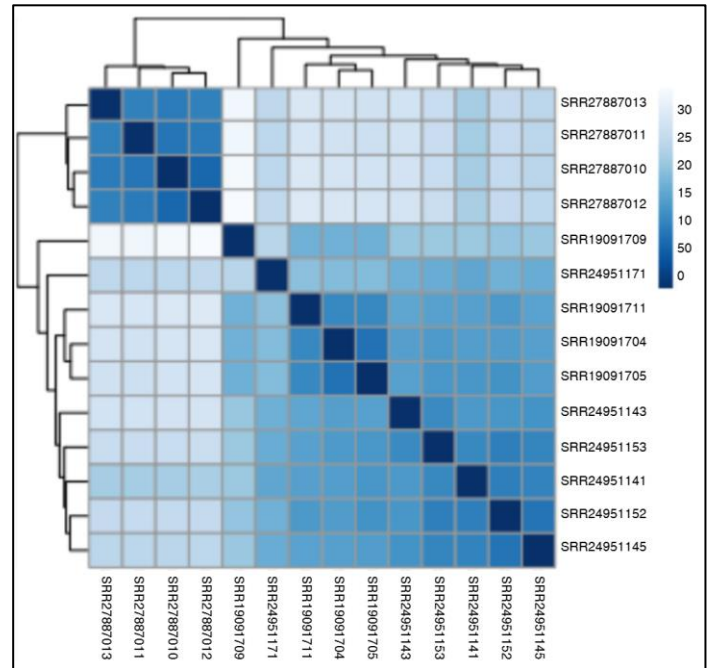 SRR27887013
SRR27887011
SRR27887010
SRR27887012
SRR19091709
SRR24951171
SRR19091711
SRR19091704
SRR19091705
SRR24951143
SRR24951153
SRR24951141
SRR24951152
SRR24951145
30
25
20
15
10
50
0
SRR27887013
SRR27887011
SRR27887010
SRR27887012
SRR19091709
SRR24951171
SRR19091711
SRR19091704
SRR19091705
SRR24951143
SRR24951153
SRR24951141
SRR24951152
SRR24951145